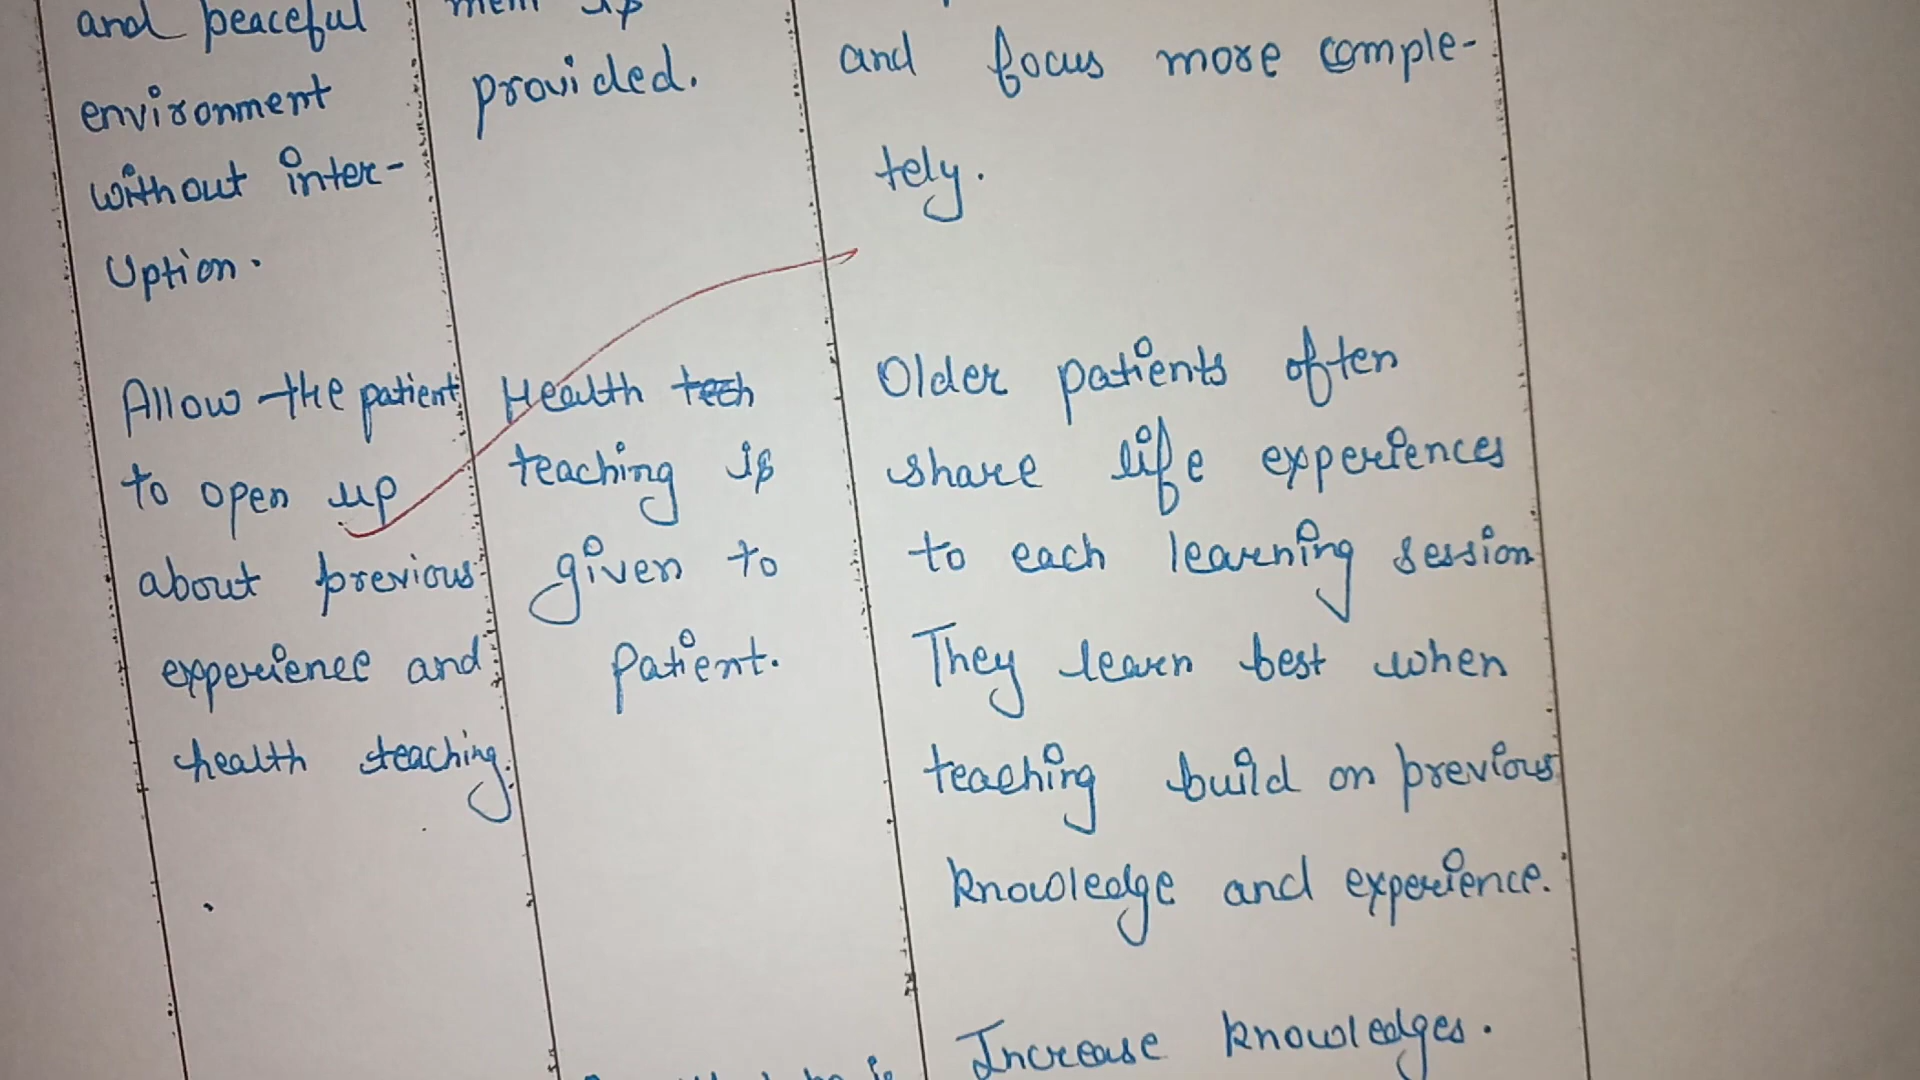 and peaceful
environment
without inter-
Uption.
Allow the patient
to open up
about previous
experience and
health teaching.
provided.
Health tech
teaching is
given to
patient.
and focus more comple-
tely.
Older patients often
share life experiences
to each learning session
They learn best when
teaching build on previous
knowledge and experience.
Increase knowledges.